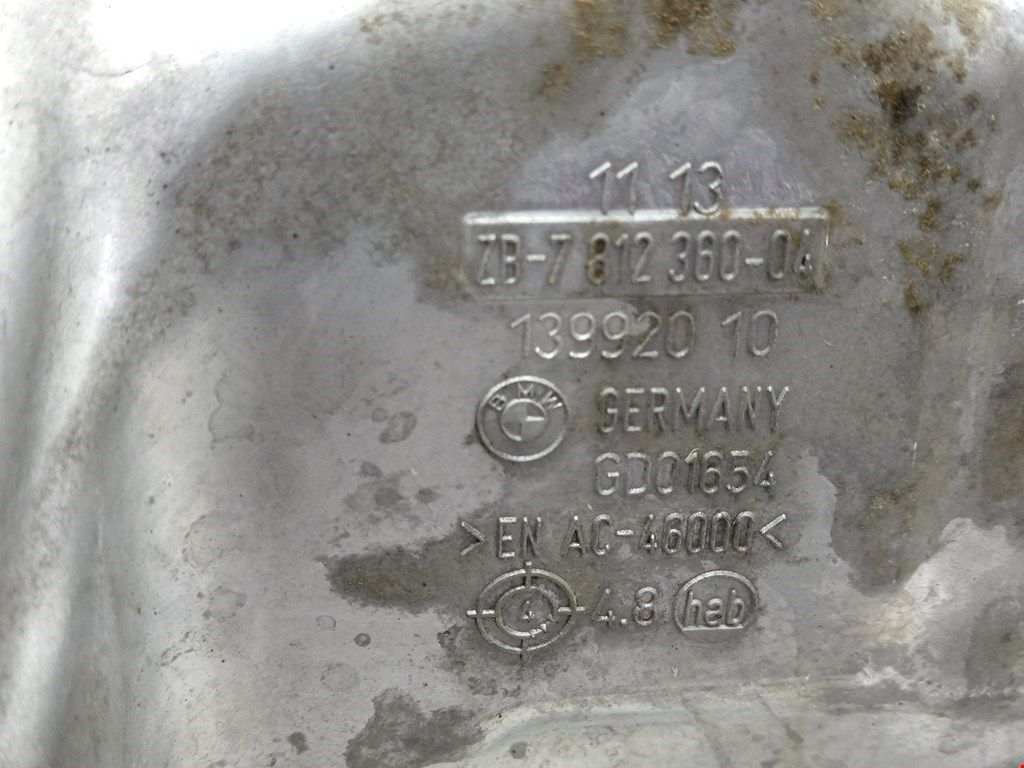 11 13
ZB-7 812 360-04
139920 10
BMW GERMANY
GD01654
>EN AC-46000<
4 4.8 hab